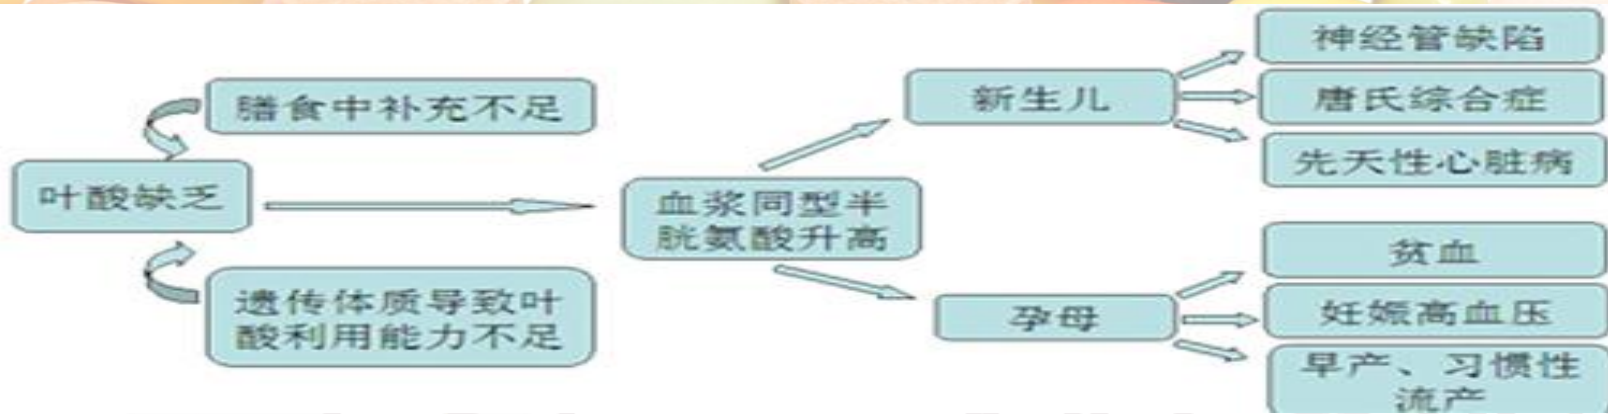 膳食中补充不足
叶酸缺乏
遗传体质导致叶
酸利用能力不足
血浆同型半
胱氨酸升高
新生儿
神经管缺陷
唐氏综合症
先天性心脏病
孕母
贫血
妊娠高血压
早产、习惯性
流产